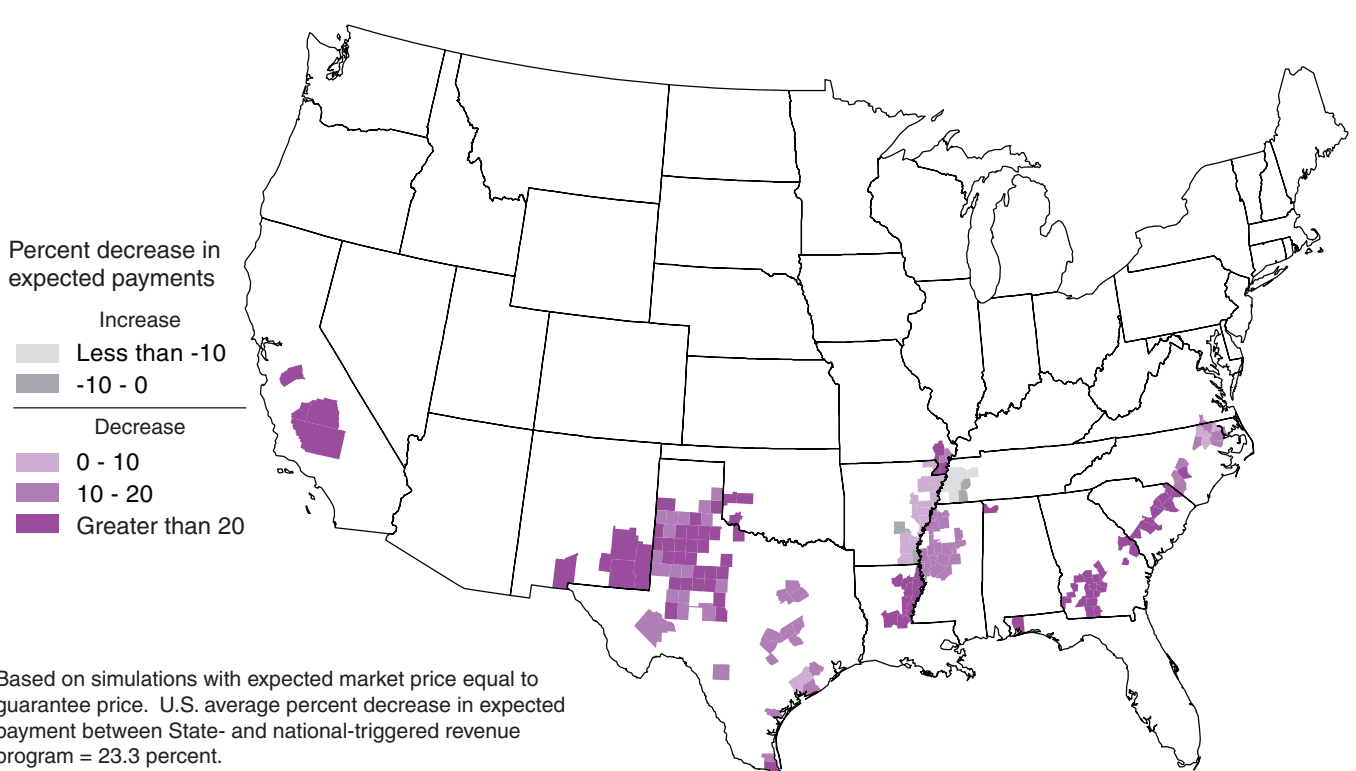 Percent decrease in
expected payments
Increase
Less than -10
-10 - 0
Decrease
0 - 10
10 - 20
Greater than 20
Based on simulations with expected market price equal to
guarantee price. U.S. average percent decrease in expected
payment between State- and national-triggered revenue
program = 23.3 percent.